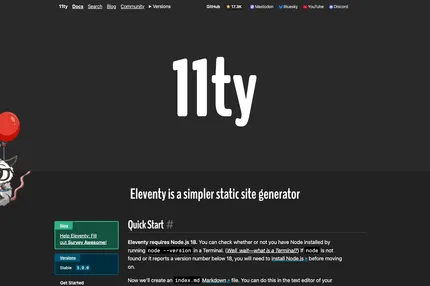 11ty Docs Search Blog Community ▸ Versions GitHub 17.3K Mastodon Bluesky YouTube Discord
11ty
Eleventy is a simpler static site generator
Blog
Help Eleventy: Fill
out Survey Awesome!
Versions
Stable 3.0.0
Get Started
Quick Start #
Eleventy requires Node.js 18. You can check whether or not you have Node installed by
running node --version in a Terminal. (Well, wait—what is a Terminal?) If node is not
found or it reports a version number below 18, you will need to install Node.js before moving
on.
Now we'll create an index.md Markdown file. You can do this in the text editor of your